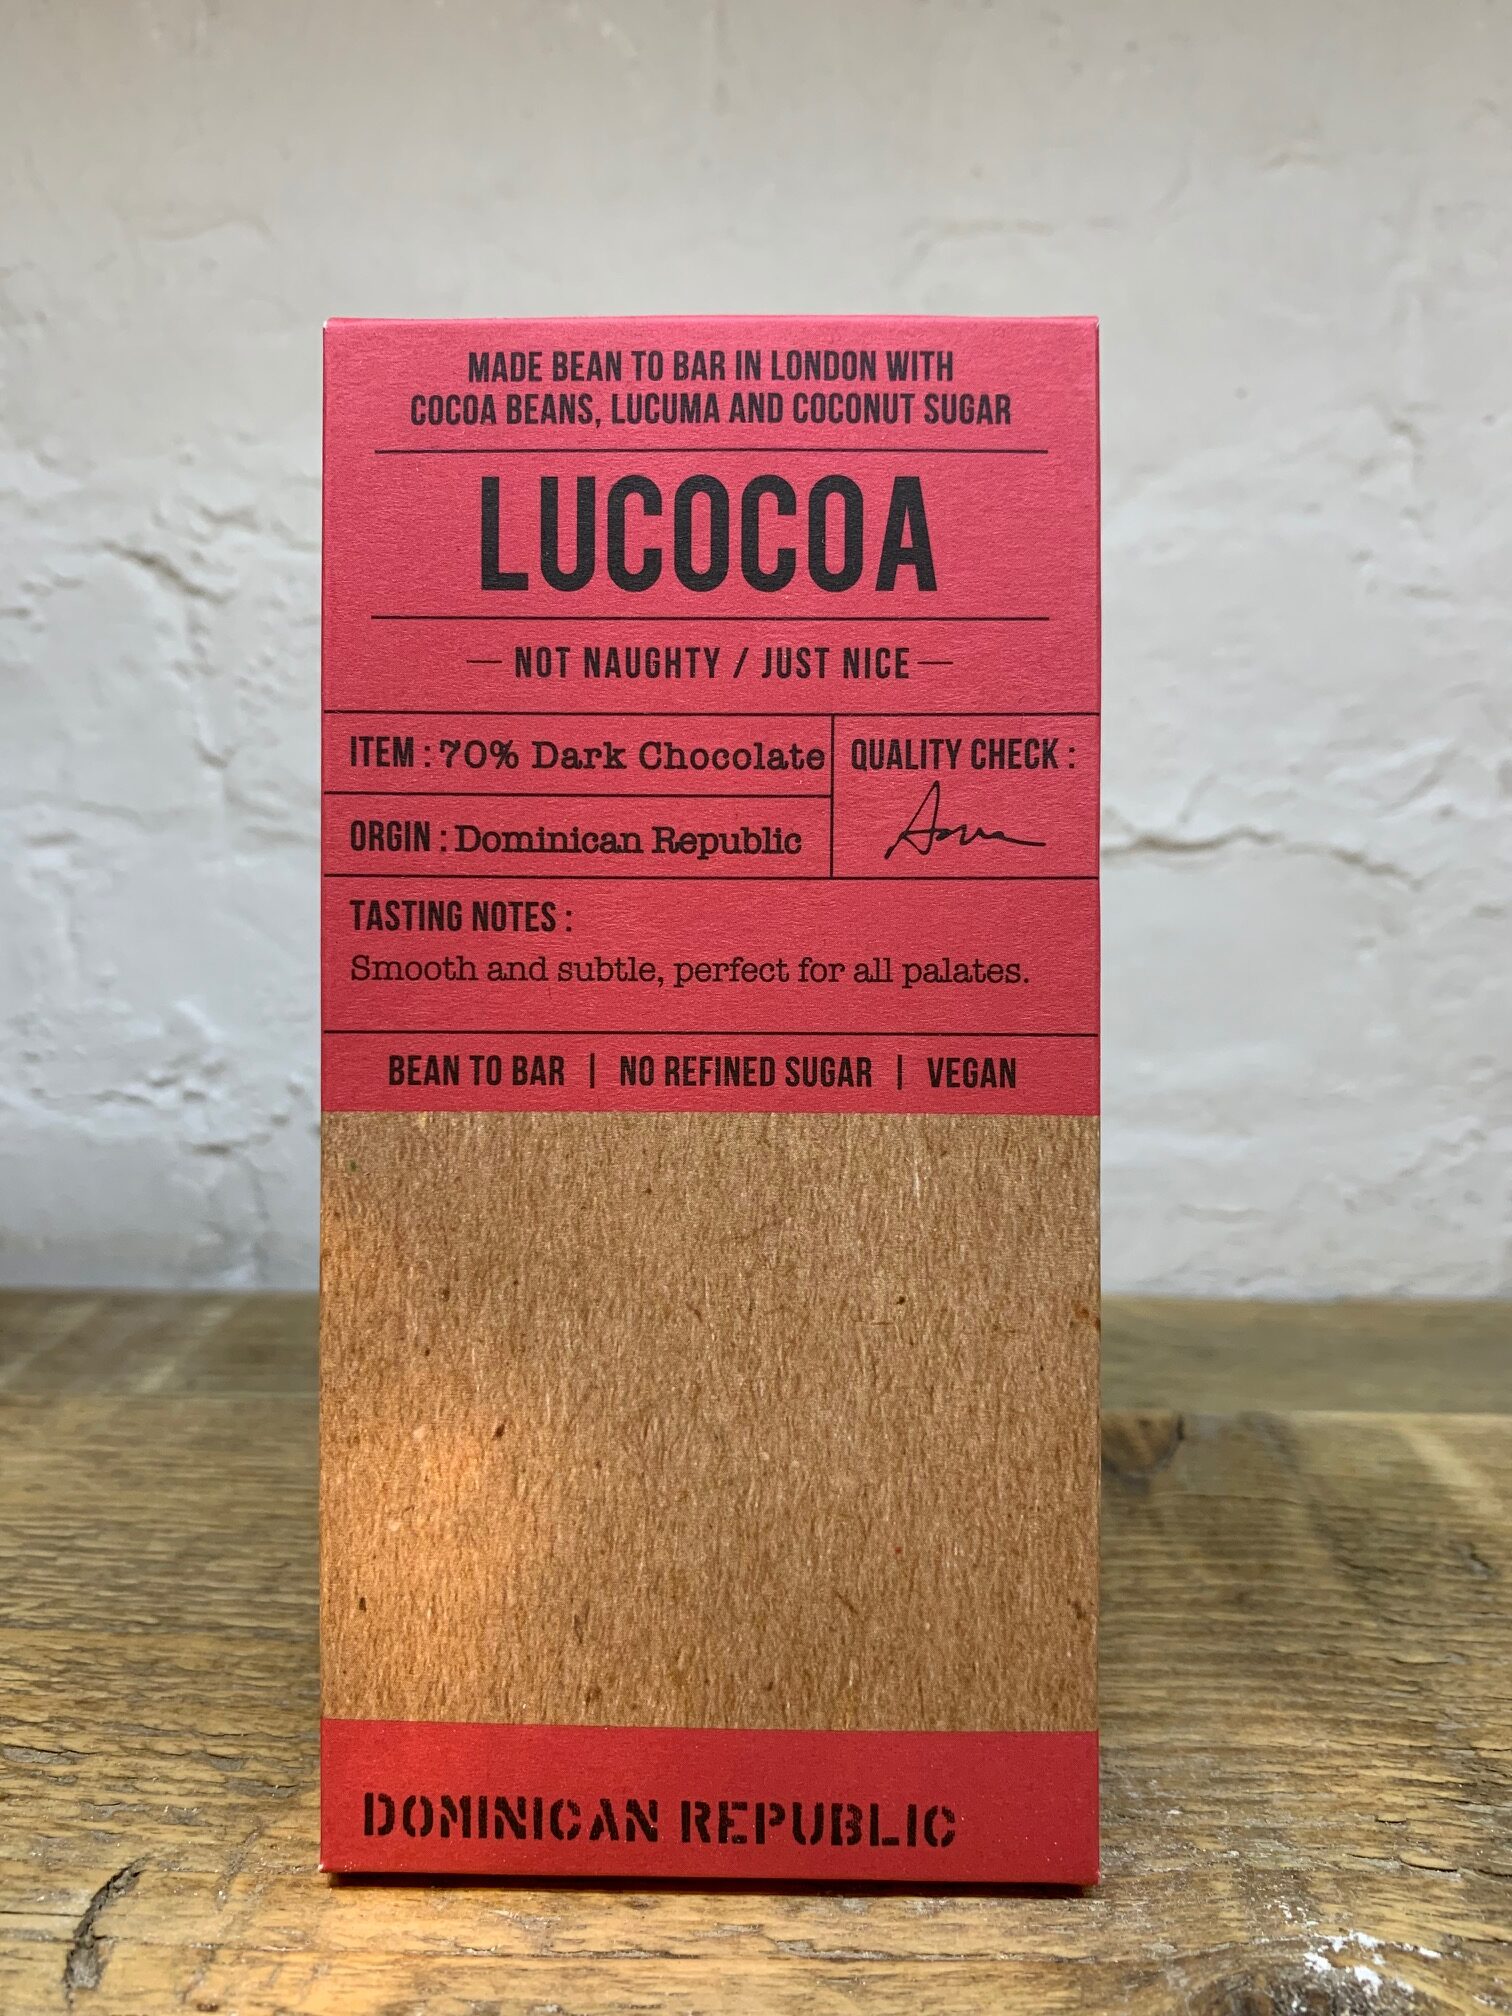 MADE BEAN TO BAR IN LONDON WITH
COCOA BEANS, LUCUMA AND COCONUT SUGAR
LUCOCOA
— NOT NAUGHTY / JUST NICE —
ITEM : 70% Dark Chocolate
QUALITY CHECK :
ORGIN : Dominican Republic
TASTING NOTES :
Smooth and subtle, perfect for all palates.
BEAN TO BAR | NO REFINED SUGAR | VEGAN
DOMINICAN REPUBLIC